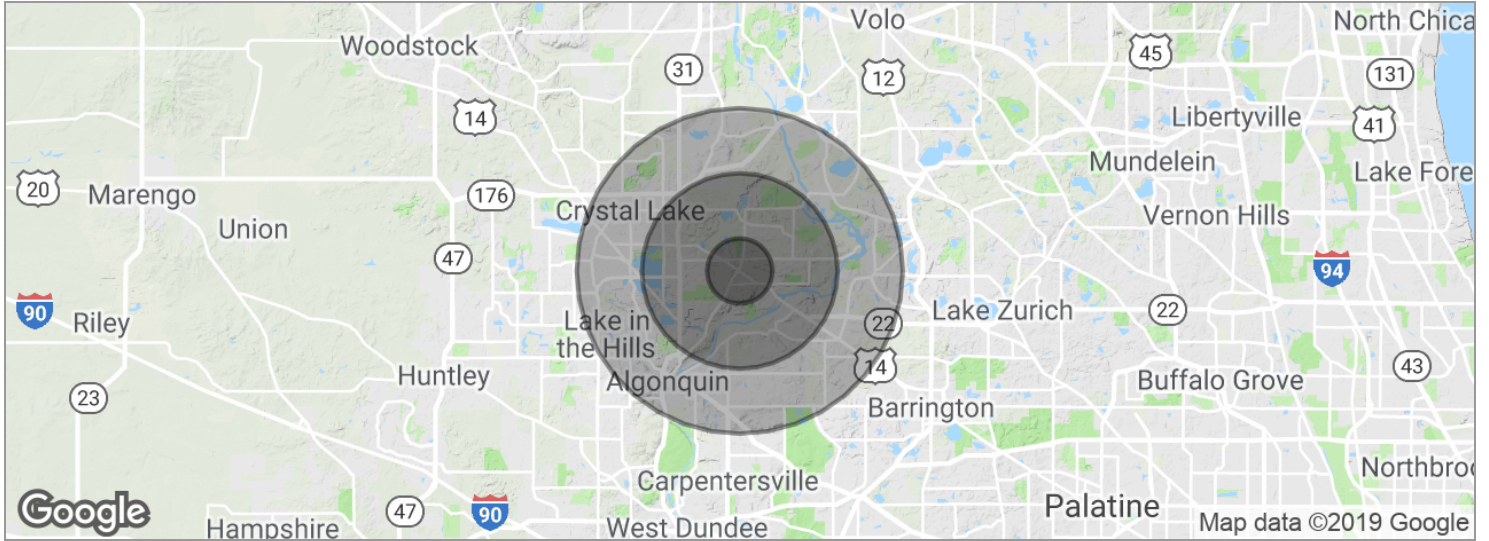 Volo
North Chica
Woodstock
31
45
12
131
14
Libertyville
41
Mundelein
Lake Fore
20
Marengo
176
Crystal Lake
Vernon Hills
Union
47
94
90
Riley
Lake in
the Hills
22
Lake Zurich
22
14
43
Huntley
Algonquin
Buffalo Grove
23
Barrington
Northbroo
Carpentersville
Palatine
Google
47
90
Hampshire
West Dundee
Map data ©2019 Google